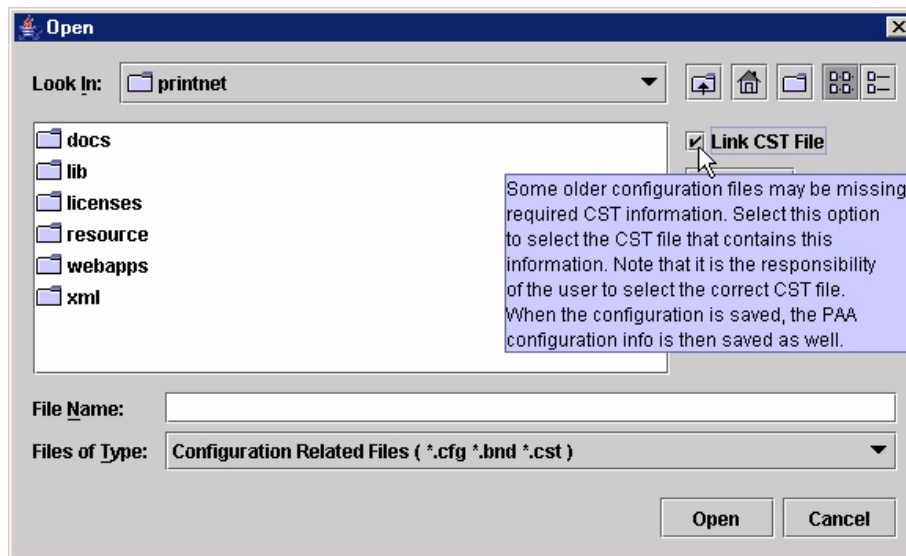 Open
Look In:
printnet
docs
lib
licenses
resource
webapps
xml
Link CST File
Some older configuration files may be missing
required CST information. Select this option
to select the CST file that contains this
information. Note that it is the responsibility
of the user to select the correct CST file.
When the configuration is saved, the PAA
configuration info is then saved as well.
File Name:
Files of Type:
Configuration Related Files ( *.cfg *.bnd *.cst )
Open
Cancel